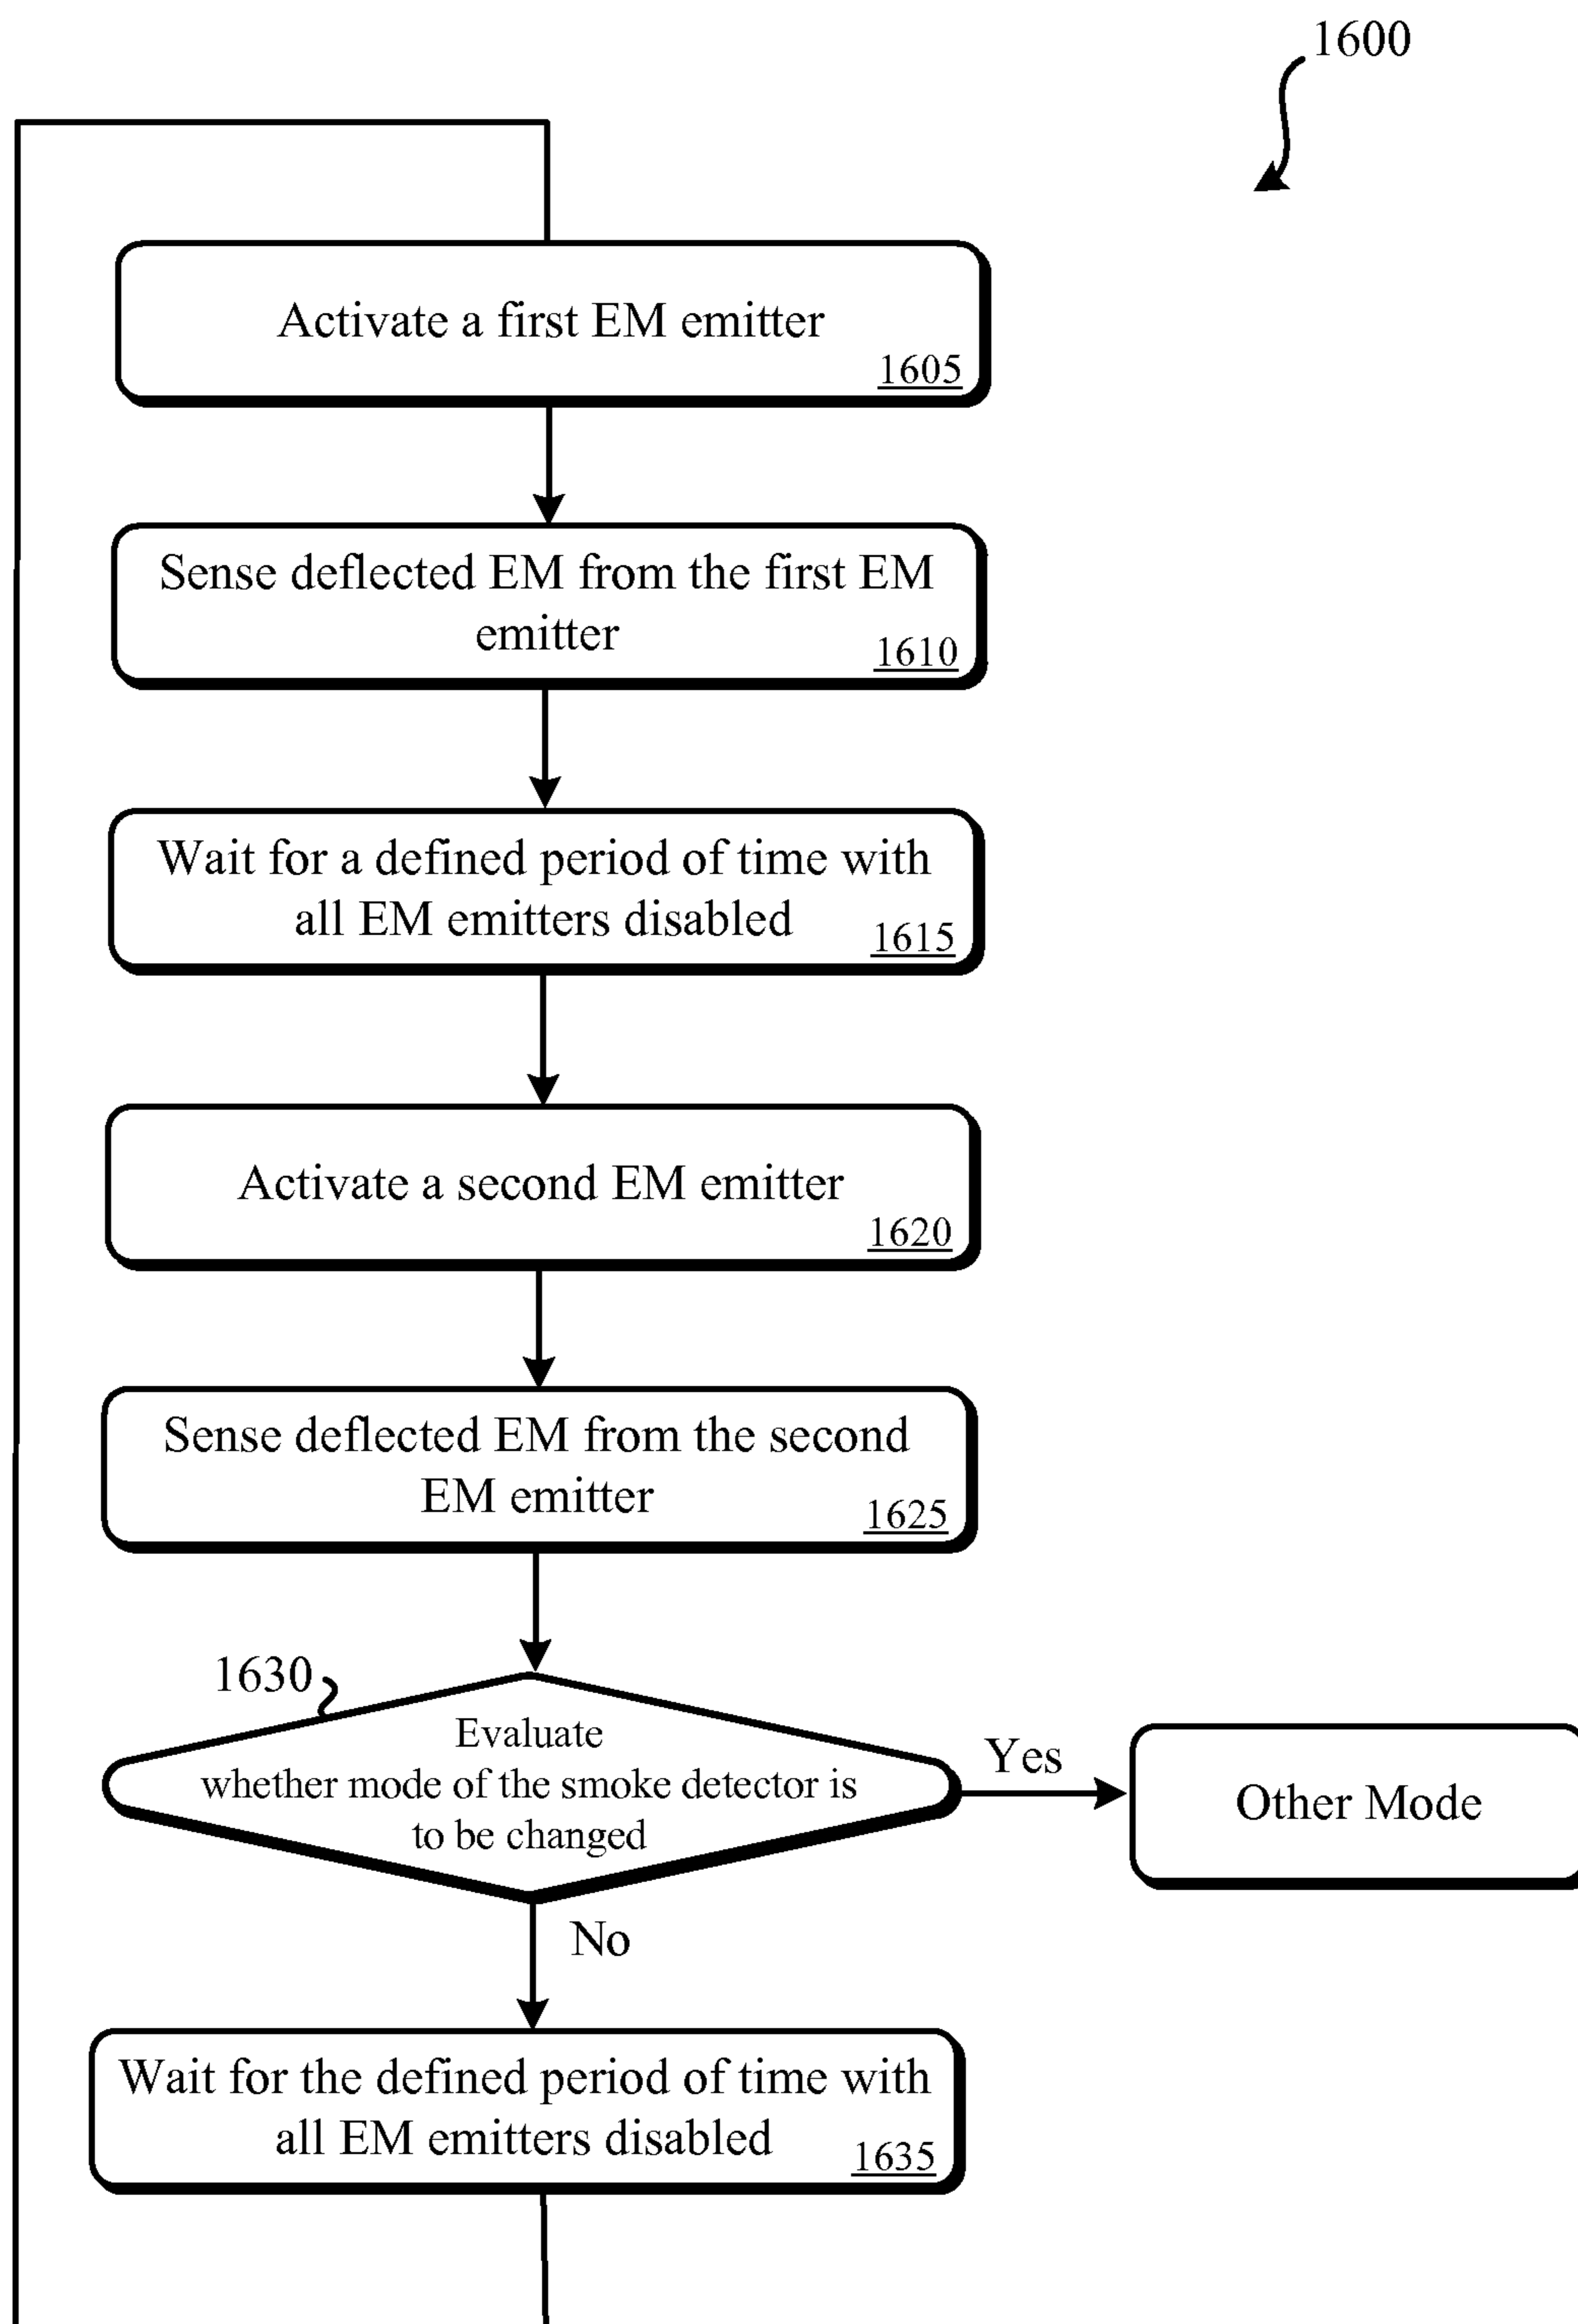 1600
Activate a first EM emitter
1605
Sense deflected EM from the first EM
emitter
1610
Wait for a defined period of time with
all EM emitters disabled
1615
Activate a second EM emitter
1620
Sense deflected EM from the second
EM emitter
1625
1630
Evaluate
whether mode of the smoke detector is
to be changed
Yes
Other Mode
No
Wait for the defined period of time with
all EM emitters disabled
1635